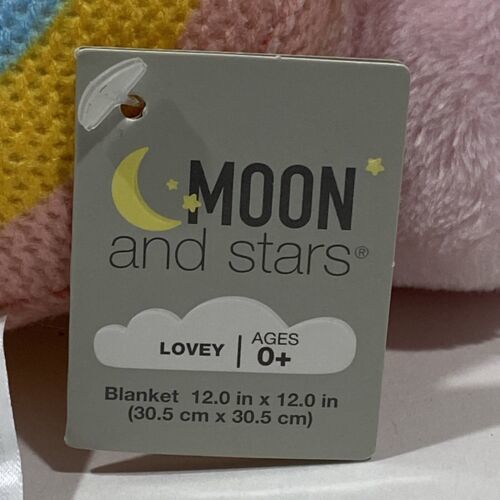 MOON
and stars®
LOVEY | AGES 0+
Blanket 12.0 in x 12.0 in
(30.5 cm x 30.5 cm)